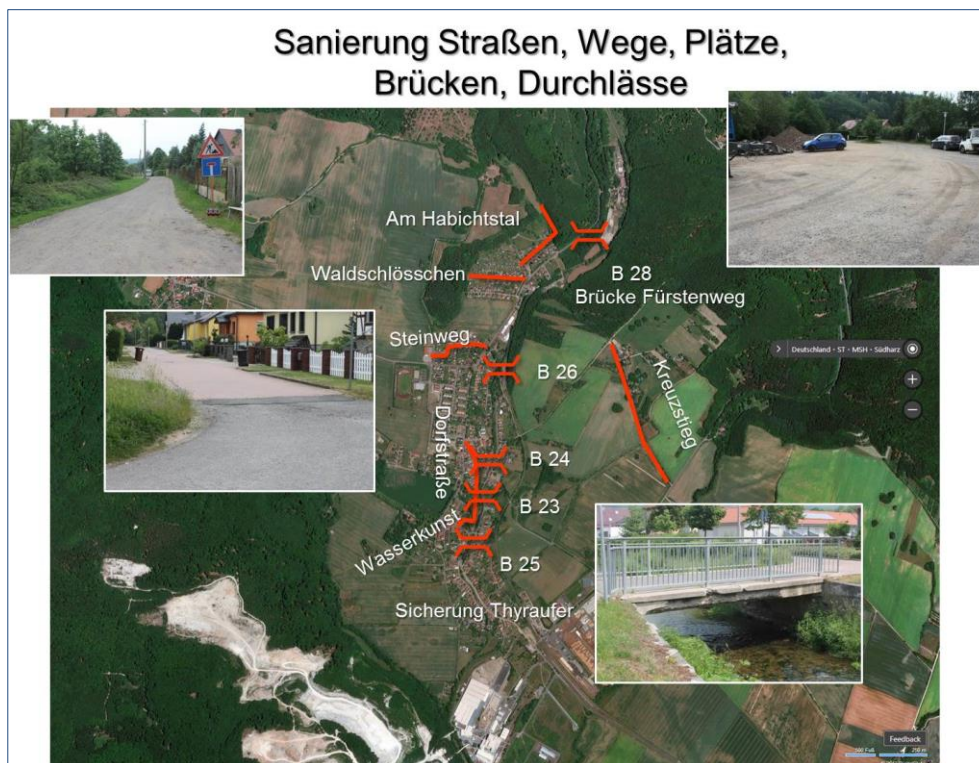 Sanierung Straßen, Wege, Plätze,
Brücken, Durchlässe
Am Habichtstal
Waldschlösschen
B 28
Brücke Fürstenweg
Steinweg
Deutschland · ST · MSH · Südharz
B 26
Kreuzstieg
Dorfstraße
B 24
B 23
Wasserkunst
B 25
Sicherung Thyraufer
Feedback